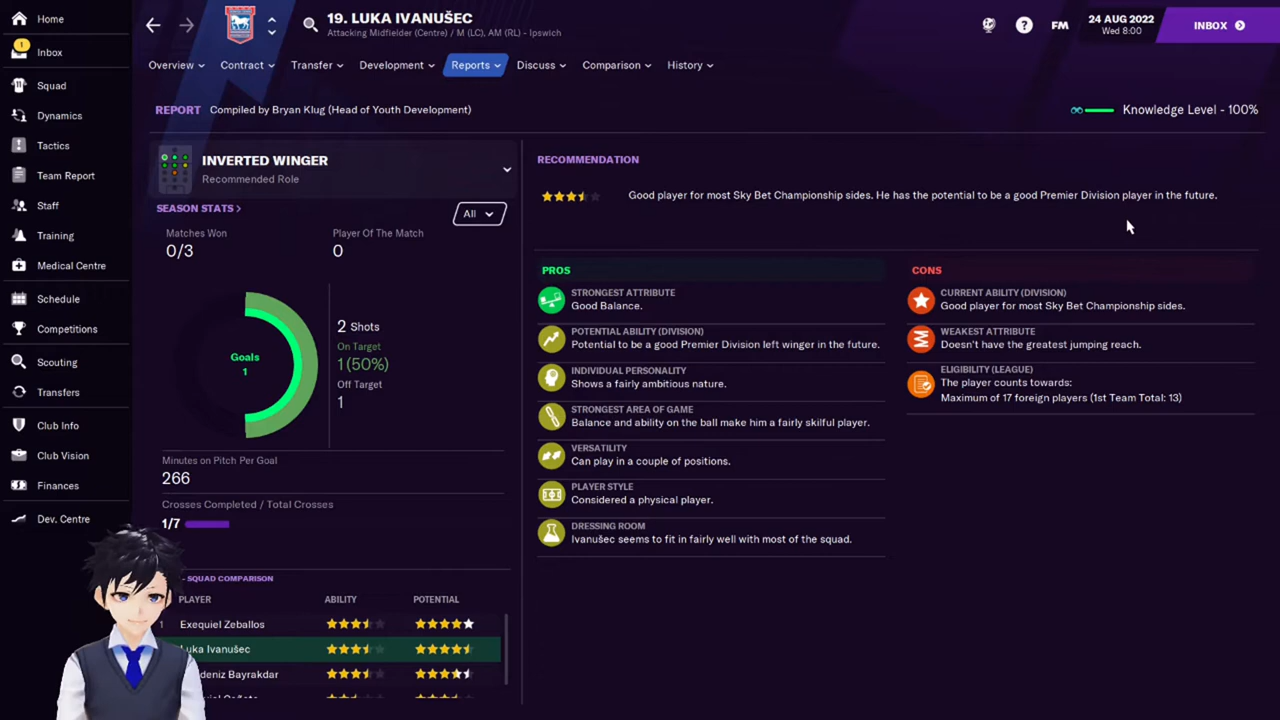 Home
1
Inbox
Squad
Dynamics
Tactics
Team Report
Staff
Training
Medical Centre
Schedule
Competitions
Scouting
Transfers
Club Info
Club Vision
Finances
Dev. Centre
19. LUKA IVANUŠEC
Attacking Midfielder (Centre) / M (LC), AM (RL) - Ipswich
?
FM
24 AUG 2022
Wed 8:00
INBOX
Overview
Contract
Transfer
Development
Reports
Discuss
Comparison
History
REPORT Compiled by Bryan Klug (Head of Youth Development)
Knowledge Level - 100%
INVERTED WINGER
Recommended Role
SEASON STATS >
All
Matches Won
0/3
Player Of The Match
0
Goals
1
2 Shots
On Target
1 (50%)
Off Target
1
Minutes on Pitch Per Goal
266
Crosses Completed / Total Crosses
1/7
- SQUAD COMPARISON
PLAYER ABILITY POTENTIAL
1 Exequiel Zeballos
Luka Ivanušec
deniz Bayrakdar
RECOMMENDATION
Good player for most Sky Bet Championship sides. He has the potential to be a good Premier Division player in the future.
PROS
STRONGEST ATTRIBUTE
Good Balance.
POTENTIAL ABILITY (DIVISION)
Potential to be a good Premier Division left winger in the future.
INDIVIDUAL PERSONALITY
Shows a fairly ambitious nature.
STRONGEST AREA OF GAME
Balance and ability on the ball make him a fairly skilful player.
VERSATILITY
Can play in a couple of positions.
PLAYER STYLE
Considered a physical player.
DRESSING ROOM
Ivanušec seems to fit in fairly well with most of the squad.
CONS
CURRENT ABILITY (DIVISION)
Good player for most Sky Bet Championship sides.
WEAKEST ATTRIBUTE
Doesn't have the greatest jumping reach.
ELIGIBILITY (LEAGUE)
The player counts towards:
Maximum of 17 foreign players (1st Team Total: 13)